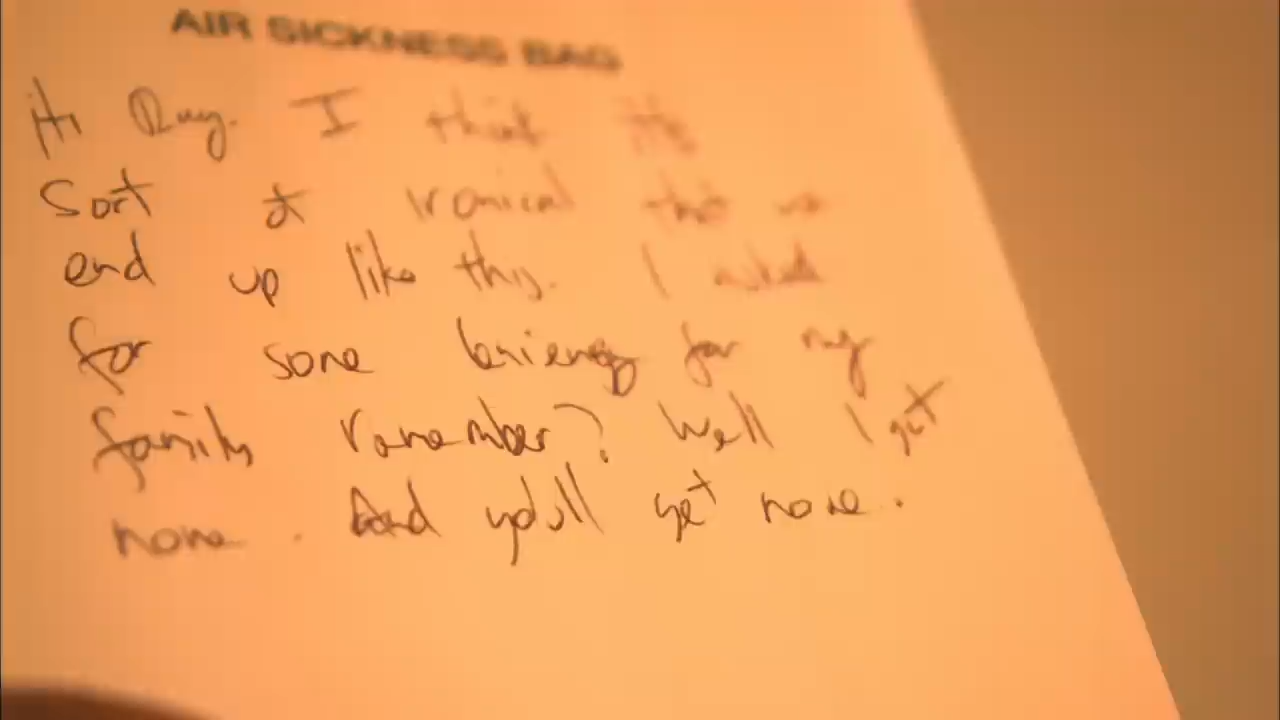 AIR SICKNESS BAG
Hi Ray. I think it's
Sort of ironical that we
end up like this. I asked
for some leniency for my
family remember? Well I got
none. And you'll get none.